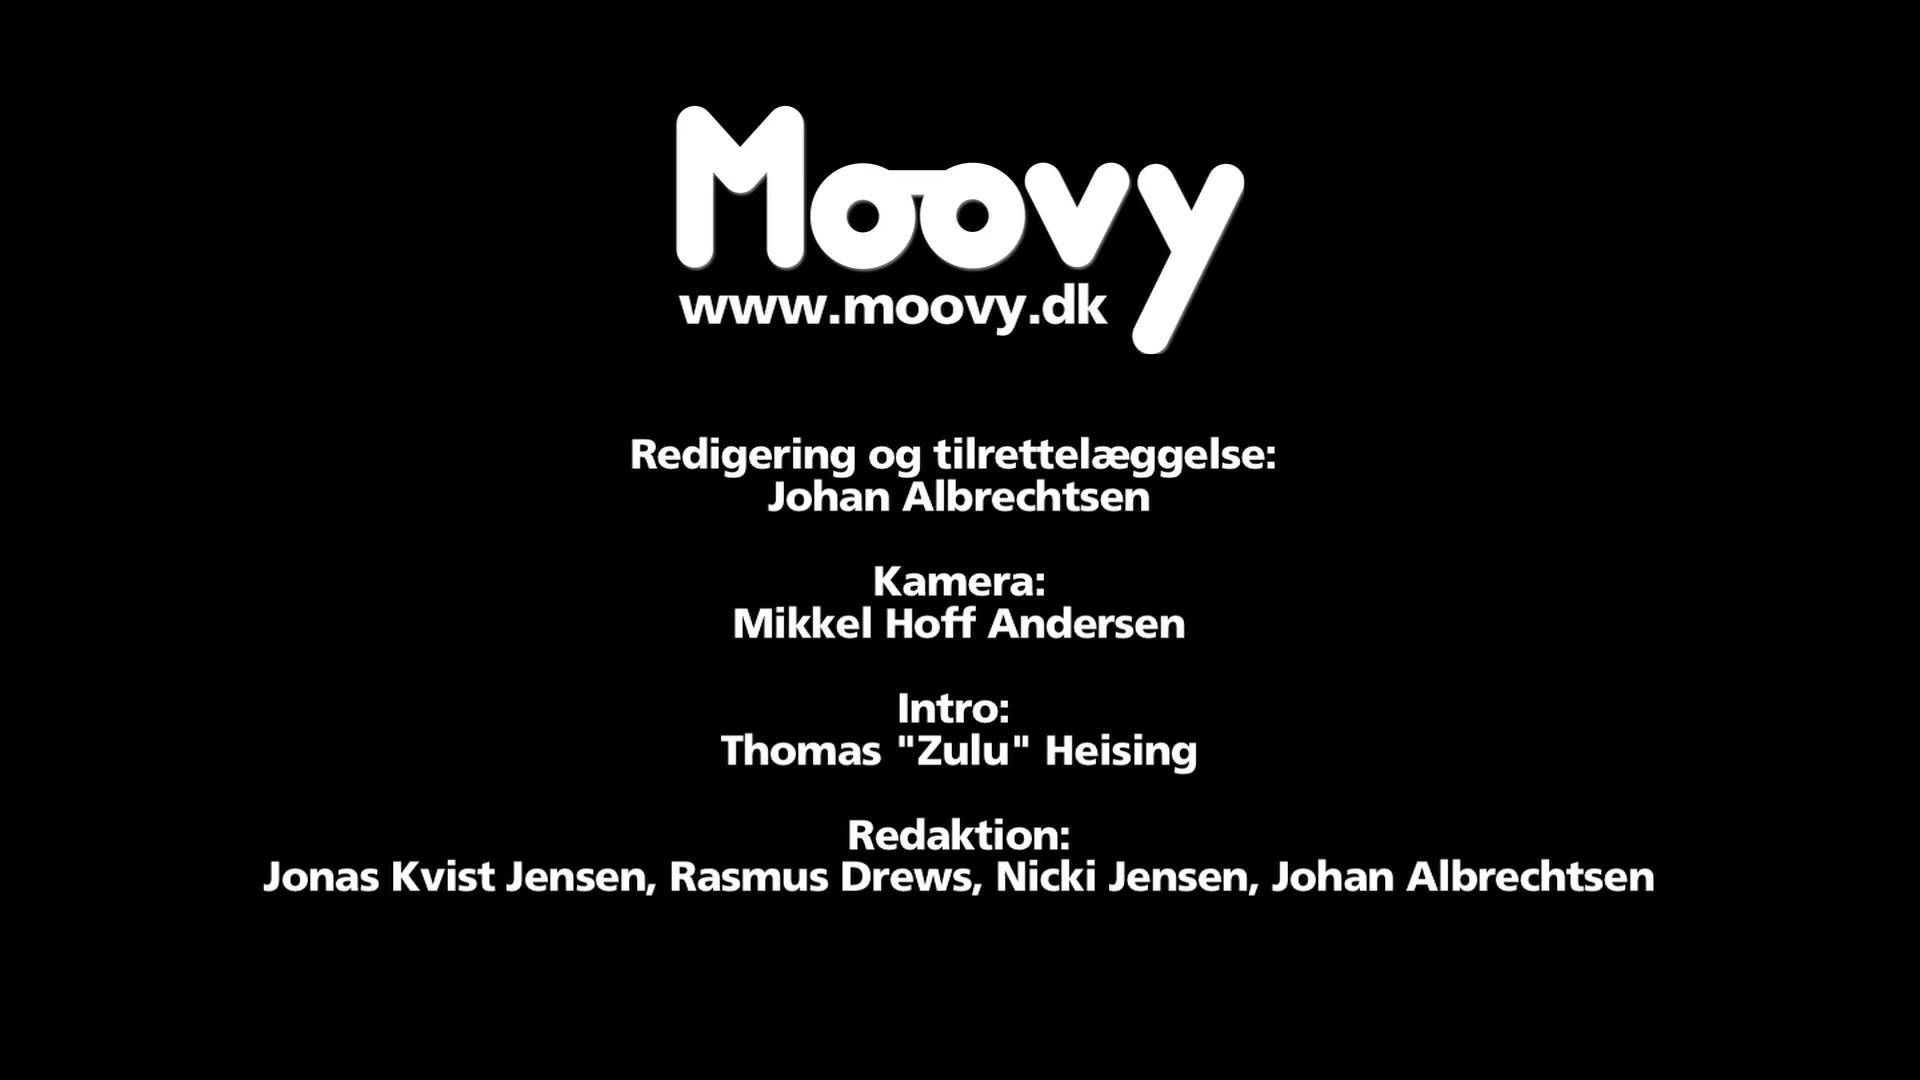 Moovy
www.moovy.dk
Redigering og tilrettelæggelse:
Johan Albrechtsen
Kamera:
Mikkel Hoff Andersen
Intro:
Thomas "Zulu" Heising
Redaktion:
Jonas Kvist Jensen, Rasmus Drews, Nicki Jensen, Johan Albrechtsen